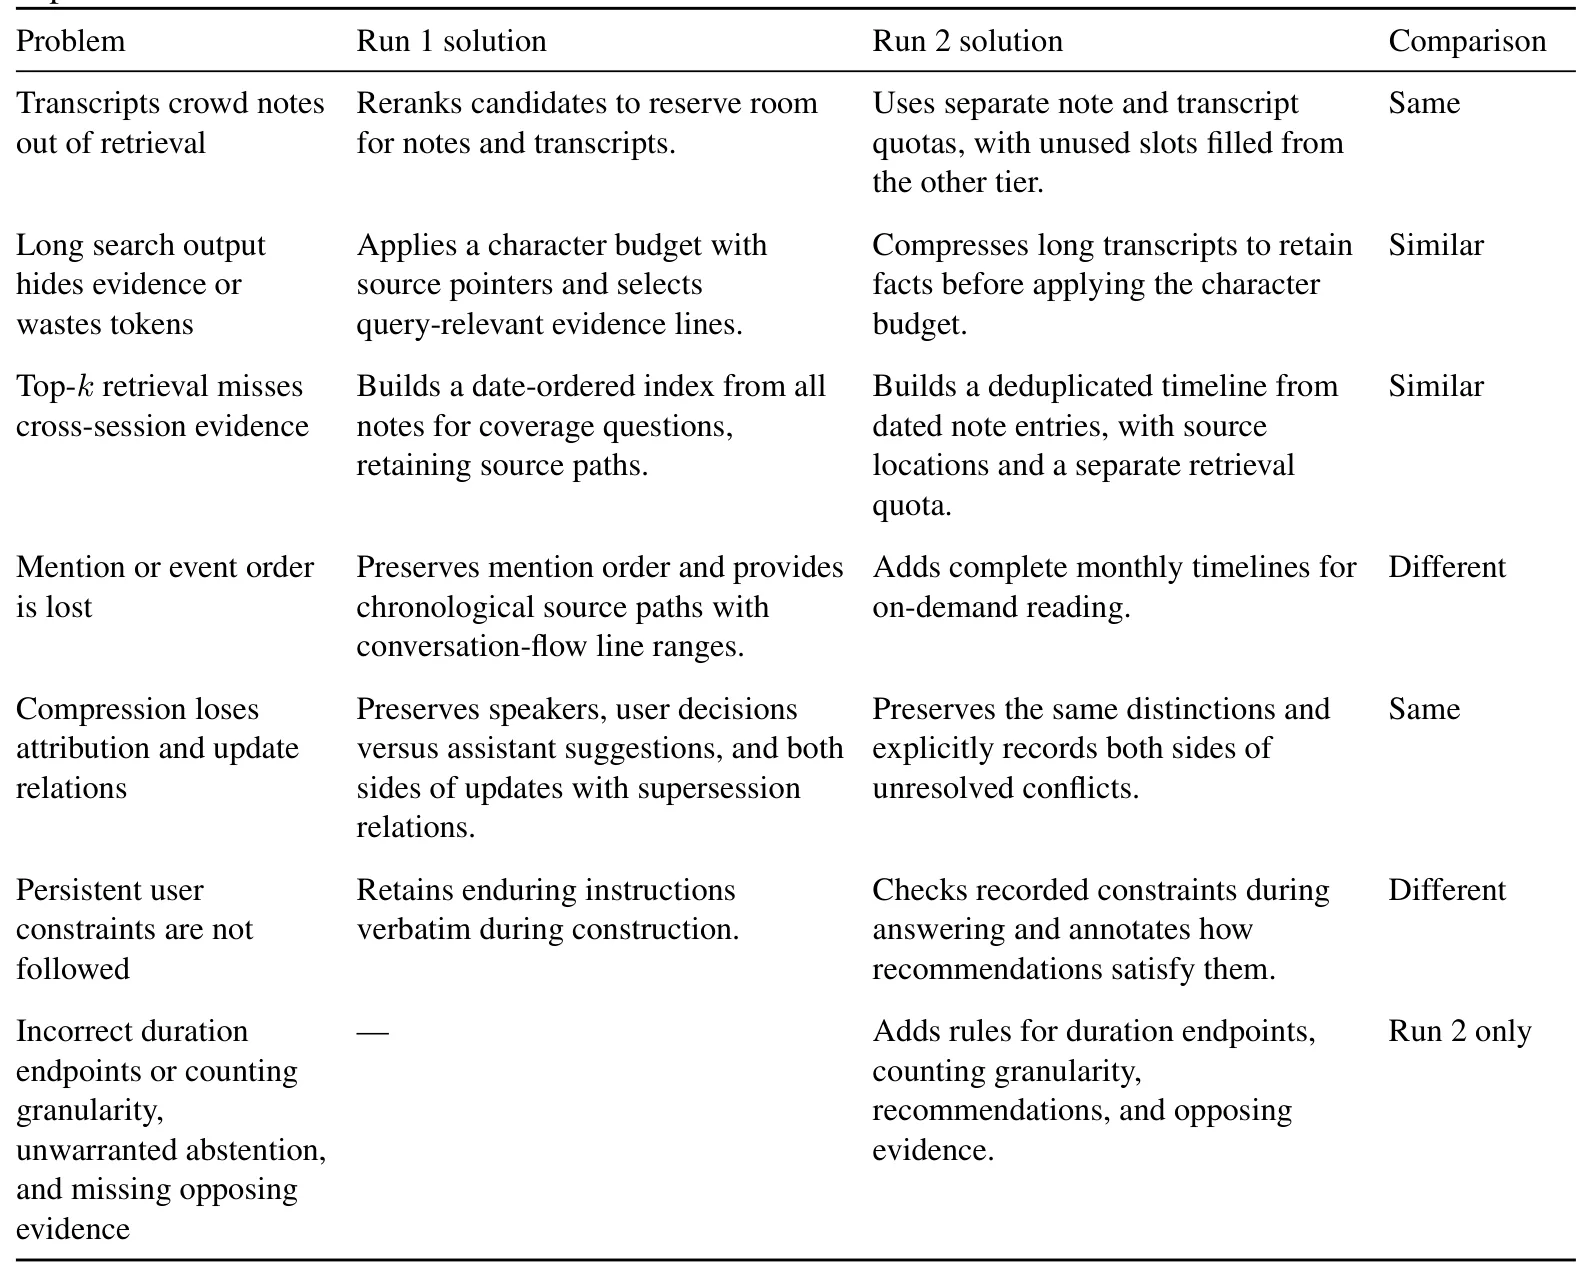 Problem
Run 1 solution
Run 2 solution
Comparison
Transcripts crowd notes
out of retrieval
Reranks candidates to reserve room
for notes and transcripts.
Uses separate note and transcript
quotas, with unused slots filled from
the other tier.
Same
Long search output
hides evidence or
wastes tokens
Applies a character budget with
source pointers and selects
query-relevant evidence lines.
Compresses long transcripts to retain
facts before applying the character
budget.
Similar
Top-k retrieval misses
cross-session evidence
Builds a date-ordered index from all
notes for coverage questions,
retaining source paths.
Builds a deduplicated timeline from
dated note entries, with source
locations and a separate retrieval
quota.
Similar
Mention or event order
is lost
Preserves mention order and provides
chronological source paths with
conversation-flow line ranges.
Adds complete monthly timelines for
on-demand reading.
Different
Compression loses
attribution and update
relations
Preserves speakers, user decisions
versus assistant suggestions, and both
sides of updates with supersession
relations.
Preserves the same distinctions and
explicitly records both sides of
unresolved conflicts.
Same
Persistent user
constraints are not
followed
Retains enduring instructions
verbatim during construction.
Checks recorded constraints during
answering and annotates how
recommendations satisfy them.
Different
Incorrect duration
endpoints or counting
granularity,
unwarranted abstention,
and missing opposing
evidence
—
Adds rules for duration endpoints,
counting granularity,
recommendations, and opposing
evidence.
Run 2 only